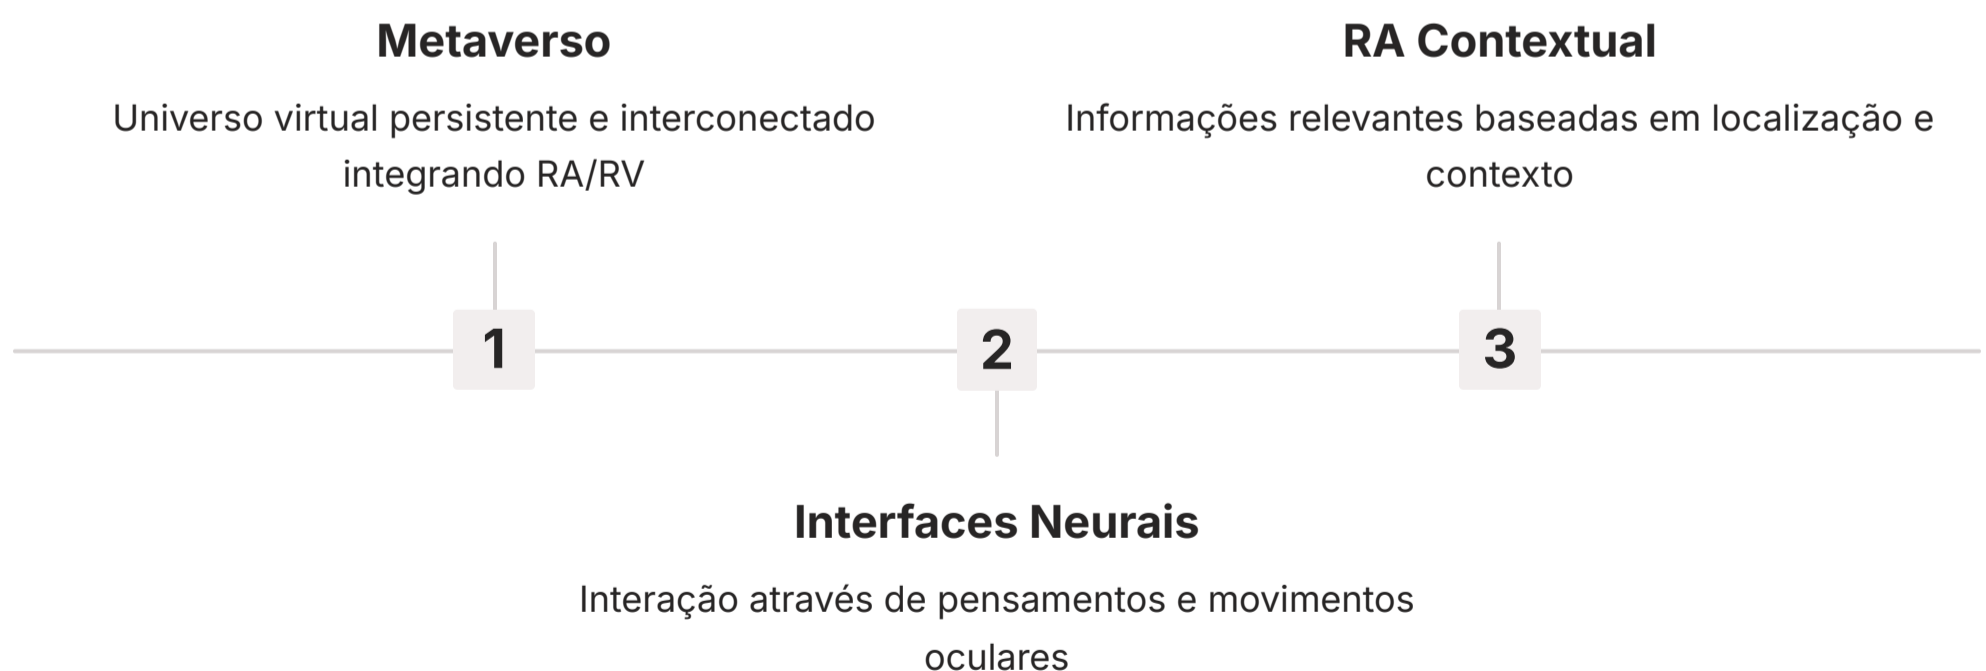 Metaverso
Universo virtual persistente e interconectado
integrando RA/RV
RA Contextual
Informações relevantes baseadas em localização e
contexto
1
2
3
Interfaces Neurais
Interação através de pensamentos e movimentos
oculares